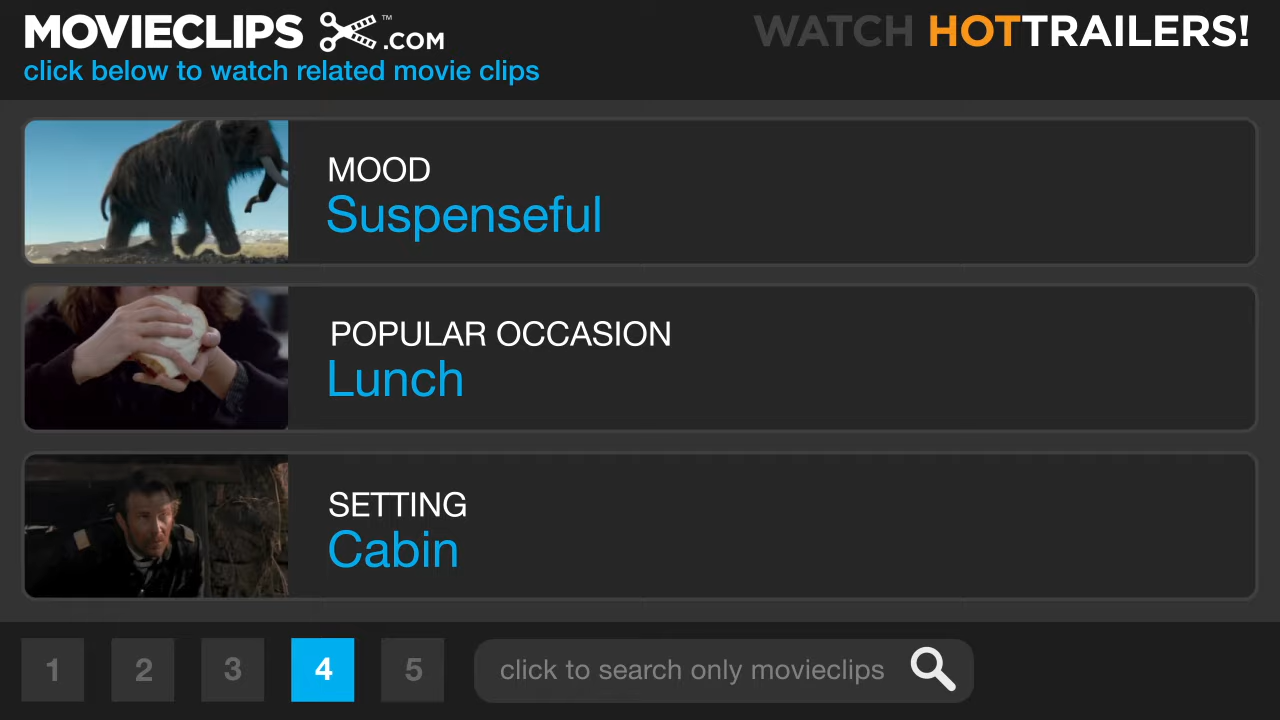 MOVIECLIPS ™.COM
WATCH HOTTRAILERS!
click below to watch related movie clips
MOOD
Suspenseful
POPULAR OCCASION
Lunch
SETTING
Cabin
1 2 3 4 5
click to search only movieclips